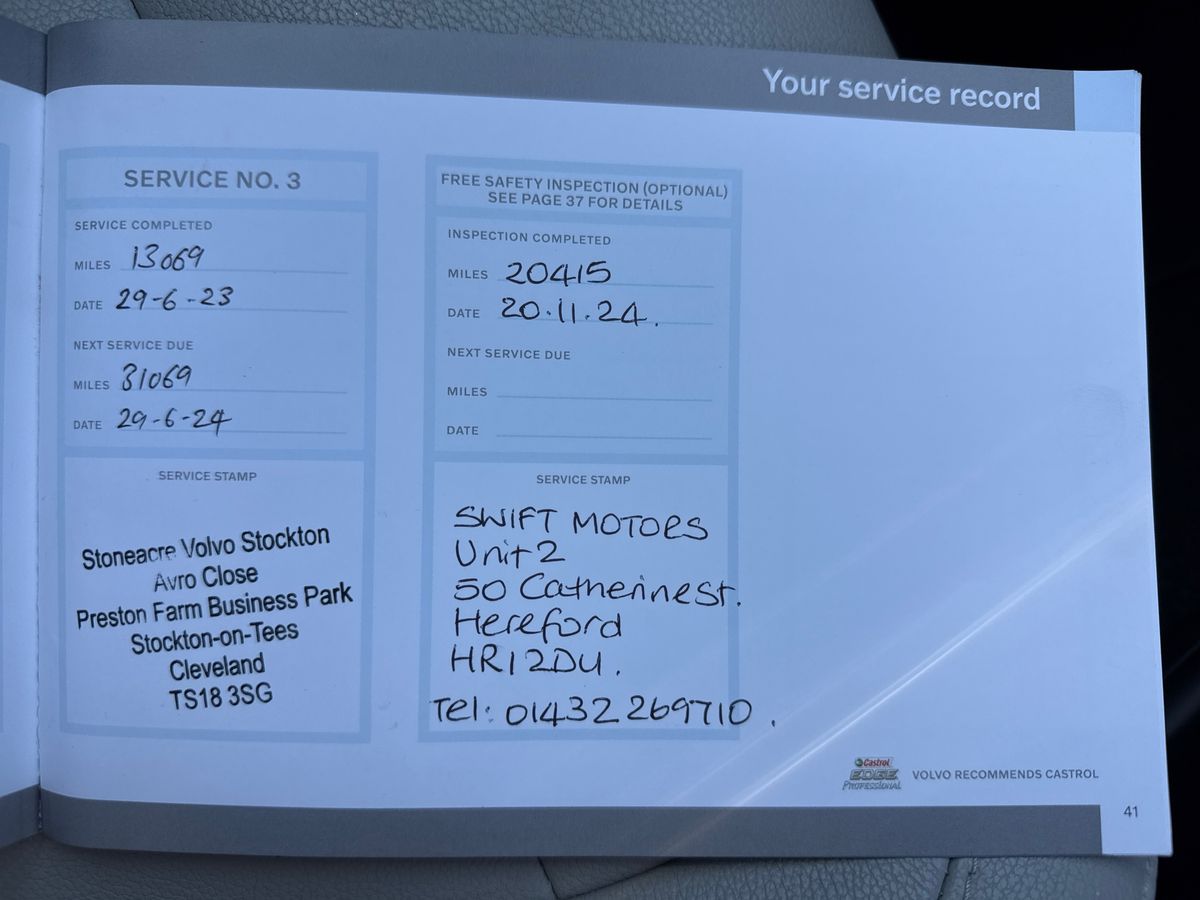 Your service record
SERVICE NO. 3
SERVICE COMPLETED
MILES 13069
DATE 29-6-23
NEXT SERVICE DUE
MILES 31069
DATE 29-6-24
SERVICE STAMP
Stoneacre Volvo Stockton
Avro Close
Preston Farm Business Park
Stockton-on-Tees
Cleveland
TS18 3SG
FREE SAFETY INSPECTION (OPTIONAL)
SEE PAGE 37 FOR DETAILS
INSPECTION COMPLETED
MILES 20415
DATE 20.11.24.
NEXT SERVICE DUE
MILES
DATE
SERVICE STAMP
SWIFT MOTORS
Unit 2
50 Catherine St.
Hereford
HR1 2DU.
Tel: 01432 269710.
Castrol
EDGE
PROFESSIONAL
VOLVO RECOMMENDS CASTROL
41